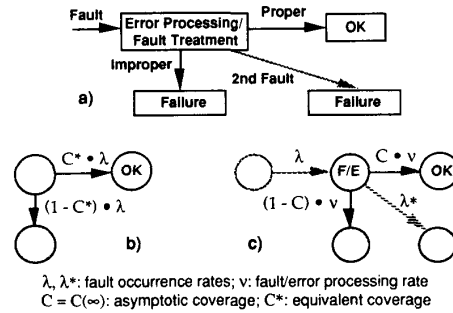 Fault
Error Processing/
Fault Treatment
Proper
OK
Improper
2nd Fault
a)
Failure
Failure
C* • λ
OK
(1 - C*) • λ
b)
λ
F/E
C • ν
OK
(1 - C) • ν
λ*
c)
λ, λ*: fault occurrence rates; ν: fault/error processing rate
C = C(∞): asymptotic coverage; C*: equivalent coverage